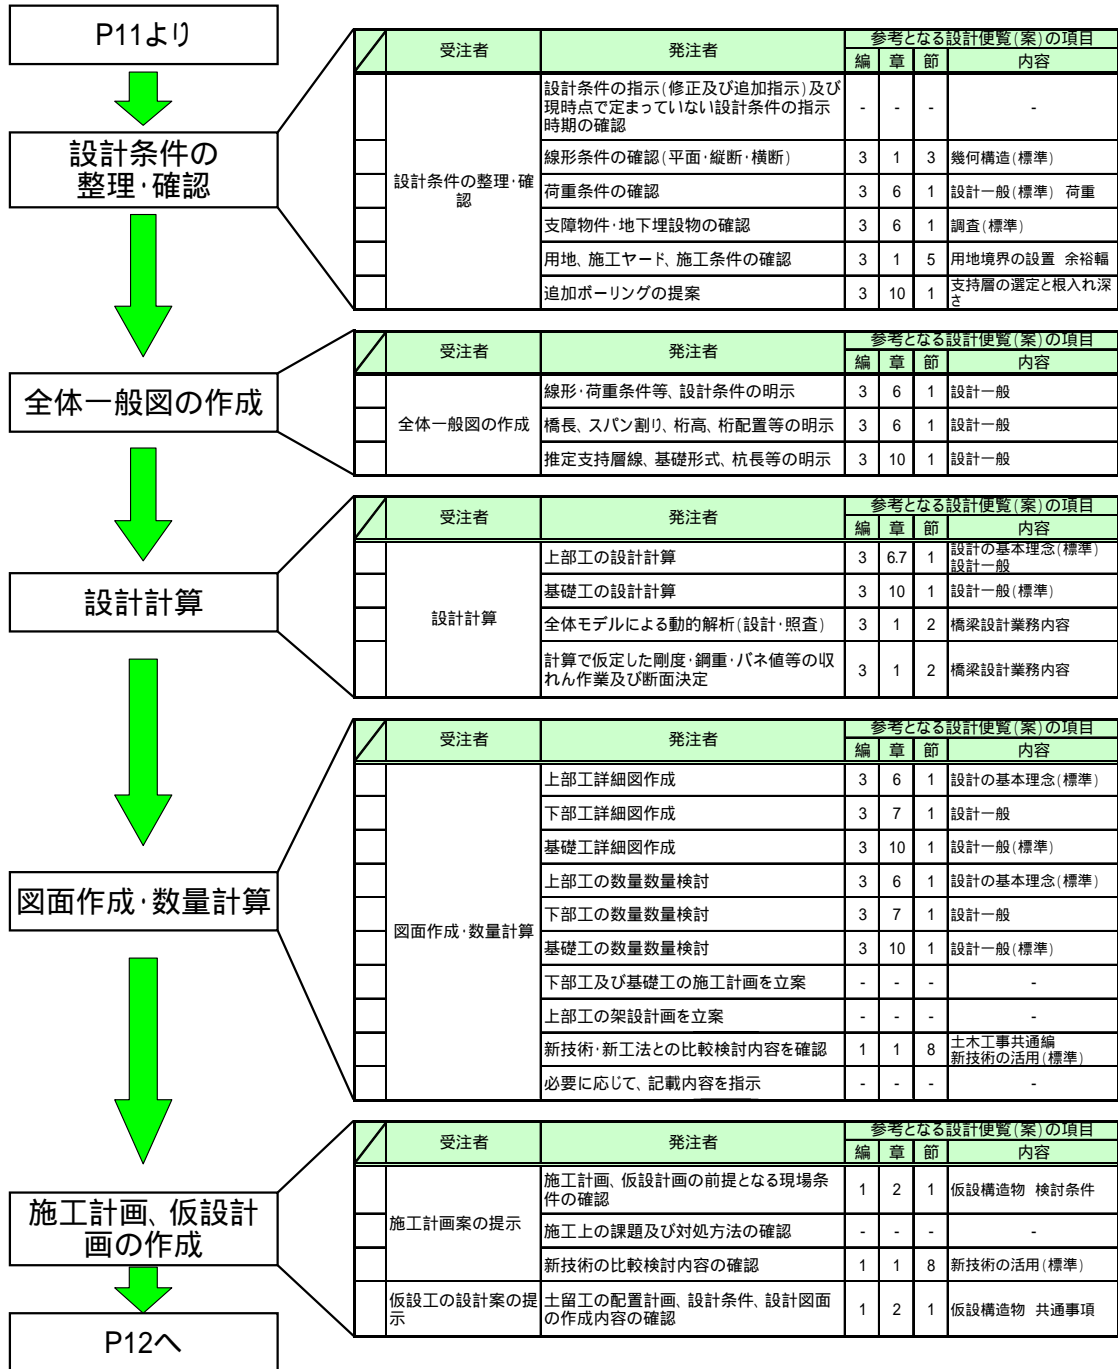 P11より
設計条件の
整理・確認
受注者 発注者 参考となる設計便覧(案)の項目
編 章 節 内容
設計条件の整理・確
認
設計条件の指示(修正及び追加指示)及び
現時点で定まっていない設計条件の指示
時期の確認
- - - -
線形条件の確認(平面・縦断・横断) 3 1 3 幾何構造(標準)
荷重条件の確認 3 6 1 設計一般(標準) 荷重
支障物件・地下埋設物の確認 3 6 1 調査(標準)
用地、施工ヤード、施工条件の確認 3 1 5 用地境界の設置 余裕幅
追加ボーリングの提案 3 10 1 支持層の選定と根入れ深
さ
全体一般図の作成
受注者 発注者 参考となる設計便覧(案)の項目
編 章 節 内容
全体一般図の作成
線形・荷重条件等、設計条件の明示 3 6 1 設計一般
橋長、スパン割り、桁高、桁配置等の明示 3 6 1 設計一般
推定支持層線、基礎形式、杭長等の明示 3 10 1 設計一般
設計計算
受注者 発注者 参考となる設計便覧(案)の項目
編 章 節 内容
設計計算
上部工の設計計算 3 6.7 1 設計の基本理念(標準)
設計一般
基礎工の設計計算 3 10 1 設計一般(標準)
全体モデルによる動的解析(設計・照査) 3 1 2 橋梁設計業務内容
計算で仮定した剛度・鋼重・バネ値等の収
れん作業及び断面決定
3 1 2 橋梁設計業務内容
図面作成・数量計算
受注者 発注者 参考となる設計便覧(案)の項目
編 章 節 内容
図面作成・数量計算
上部工詳細図作成 3 6 1 設計の基本理念(標準)
下部工詳細図作成 3 7 1 設計一般
基礎工詳細図作成 3 10 1 設計一般(標準)
上部工の数量数量検討 3 6 1 設計の基本理念(標準)
下部工の数量数量検討 3 7 1 設計一般
基礎工の数量数量検討 3 10 1 設計一般(標準)
下部工及び基礎工の施工計画を立案 - - - -
上部工の架設計画を立案 - - - -
新技術・新工法との比較検討内容を確認 1 1 8 土木工事共通編
新技術の活用(標準)
必要に応じて、記載内容を指示 - - - -
施工計画、仮設計
画の作成
受注者 発注者 参考となる設計便覧(案)の項目
編 章 節 内容
施工計画案の提示
施工計画、仮設計画の前提となる現場条
件の確認
1 2 1 仮設構造物 検討条件
施工上の課題及び対処方法の確認 - - - -
新技術の比較検討内容の確認 1 1 8 新技術の活用(標準)
仮設工の設計案の提
示
土留工の配置計画、設計条件、設計図面
の作成内容の確認
1 2 1 仮設構造物 共通事項
P12へ